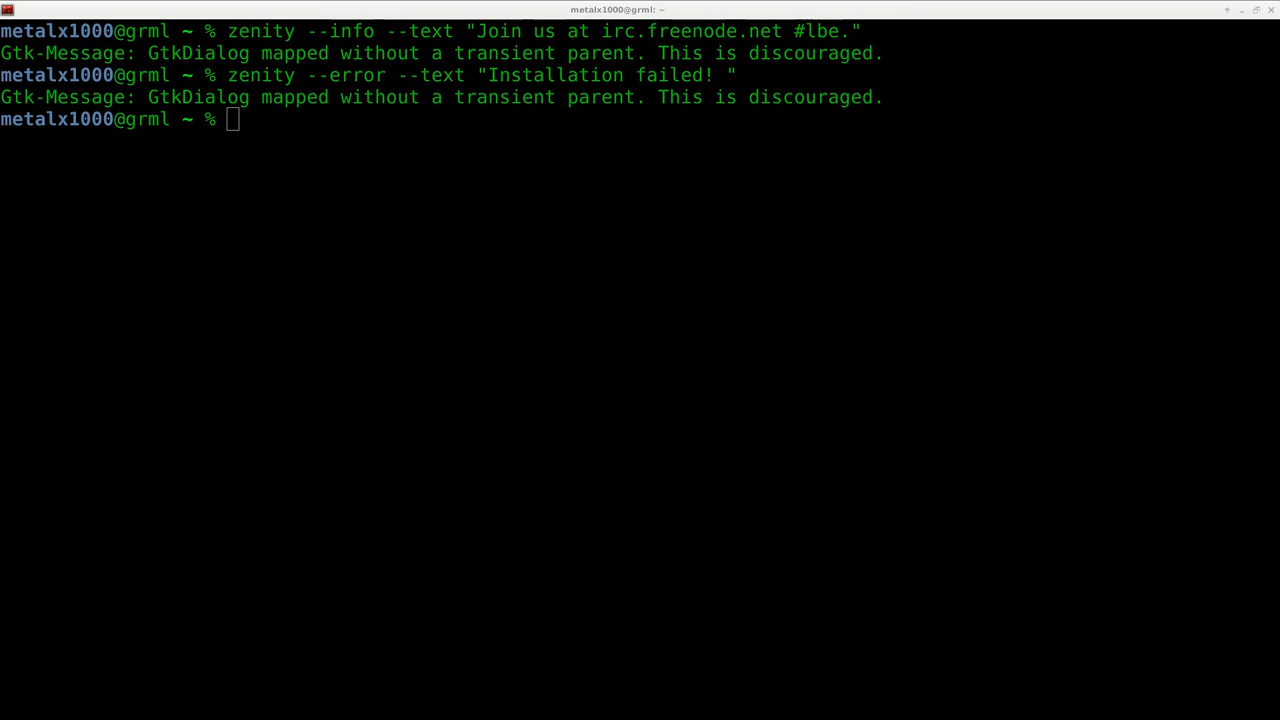 metalx1000@grml: ~
metalx1000@grml ~ % zenity --info --text "Join us at irc.freenode.net #lbe."
Gtk-Message: GtkDialog mapped without a transient parent. This is discouraged.
metalx1000@grml ~ % zenity --error --text "Installation failed! "
Gtk-Message: GtkDialog mapped without a transient parent. This is discouraged.
metalx1000@grml ~ %